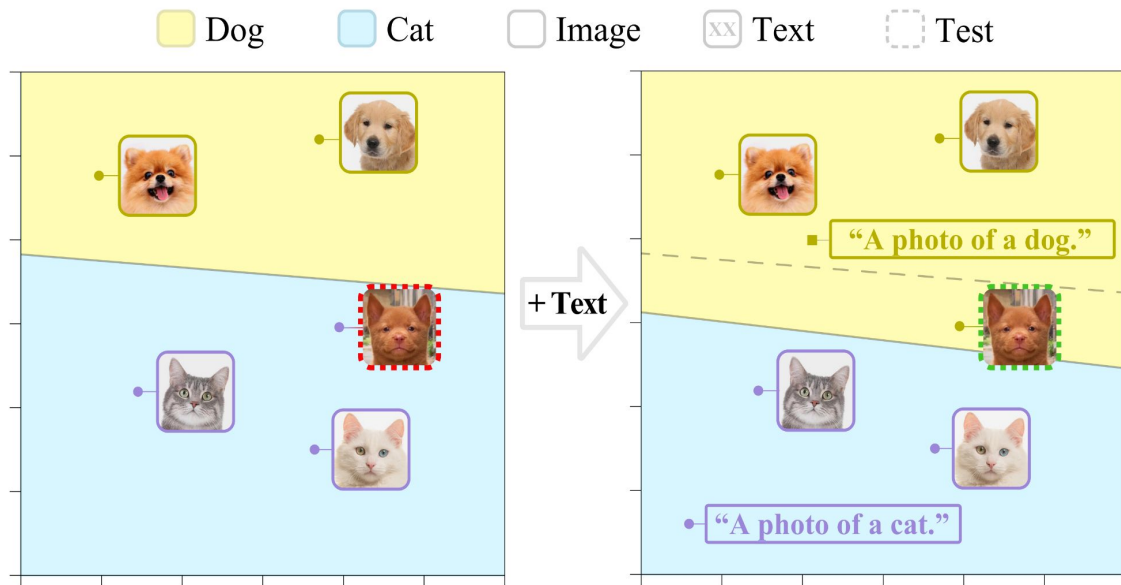 Dog
Cat
Image
XX Text
Test
"A photo of a dog."
+ Text
"A photo of a cat."